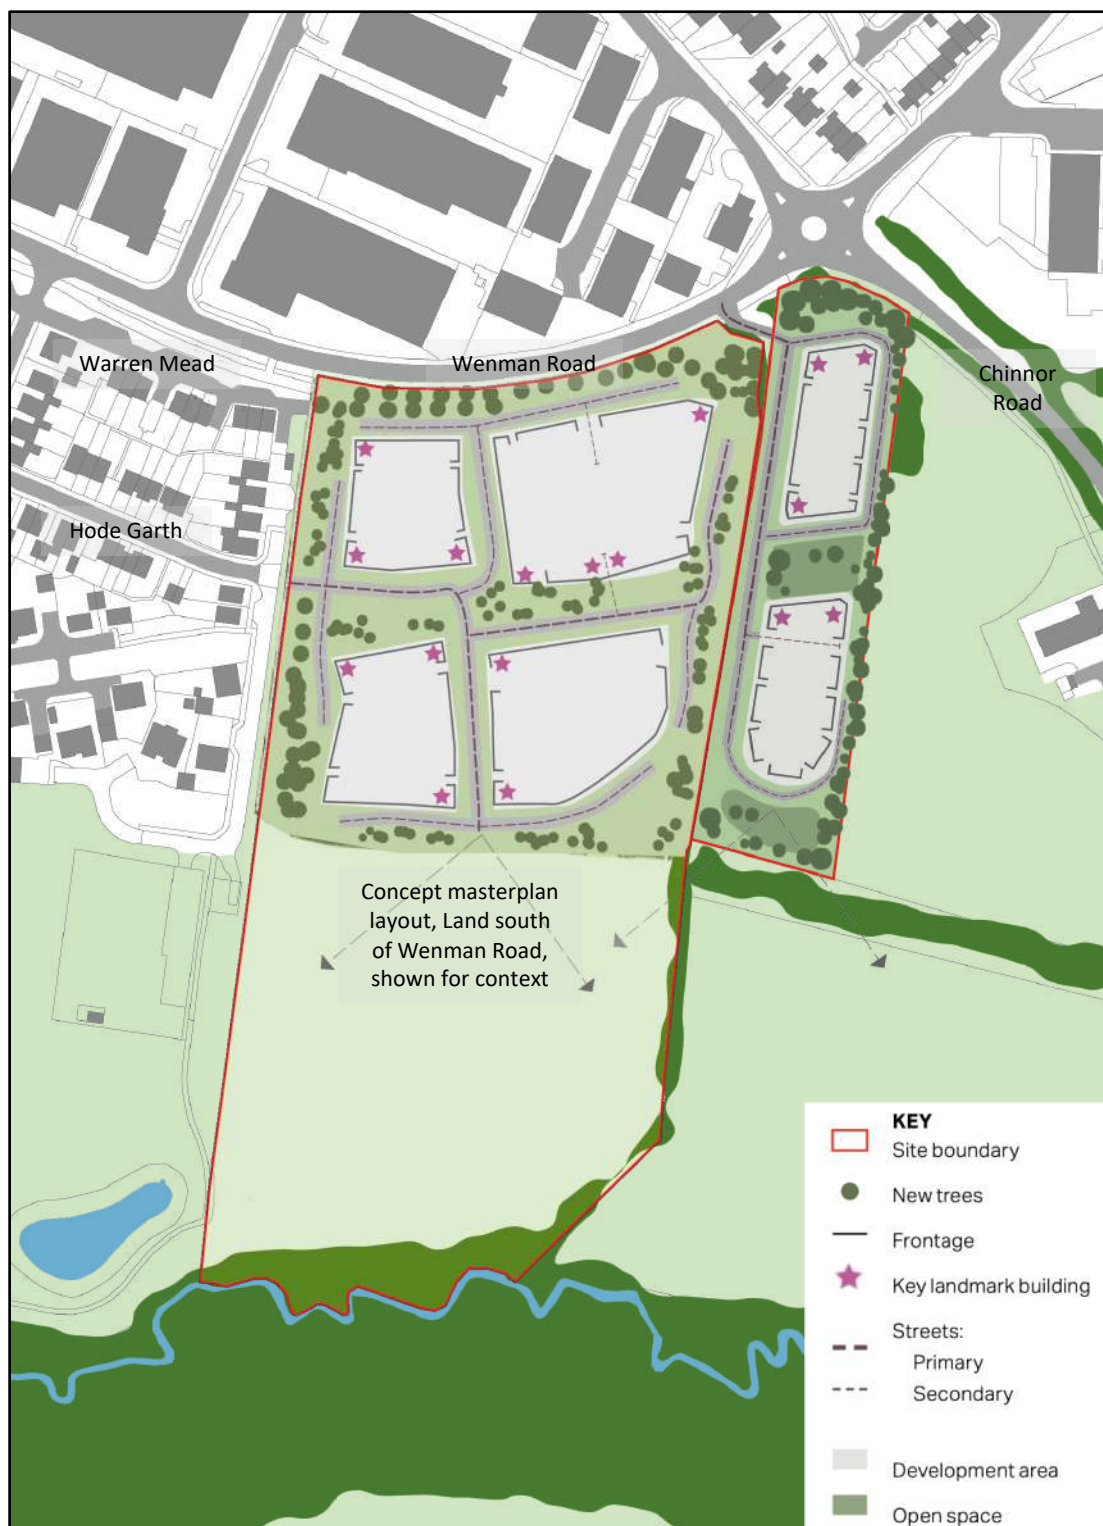 Warren Mead
Wenman Road
Chinnor
Road
Hode Garth
Concept masterplan
layout, Land south
of Wenman Road,
shown for context
KEY
Site boundary
New trees
Frontage
Key landmark building
Streets:
Primary
Secondary
Development area
Open space